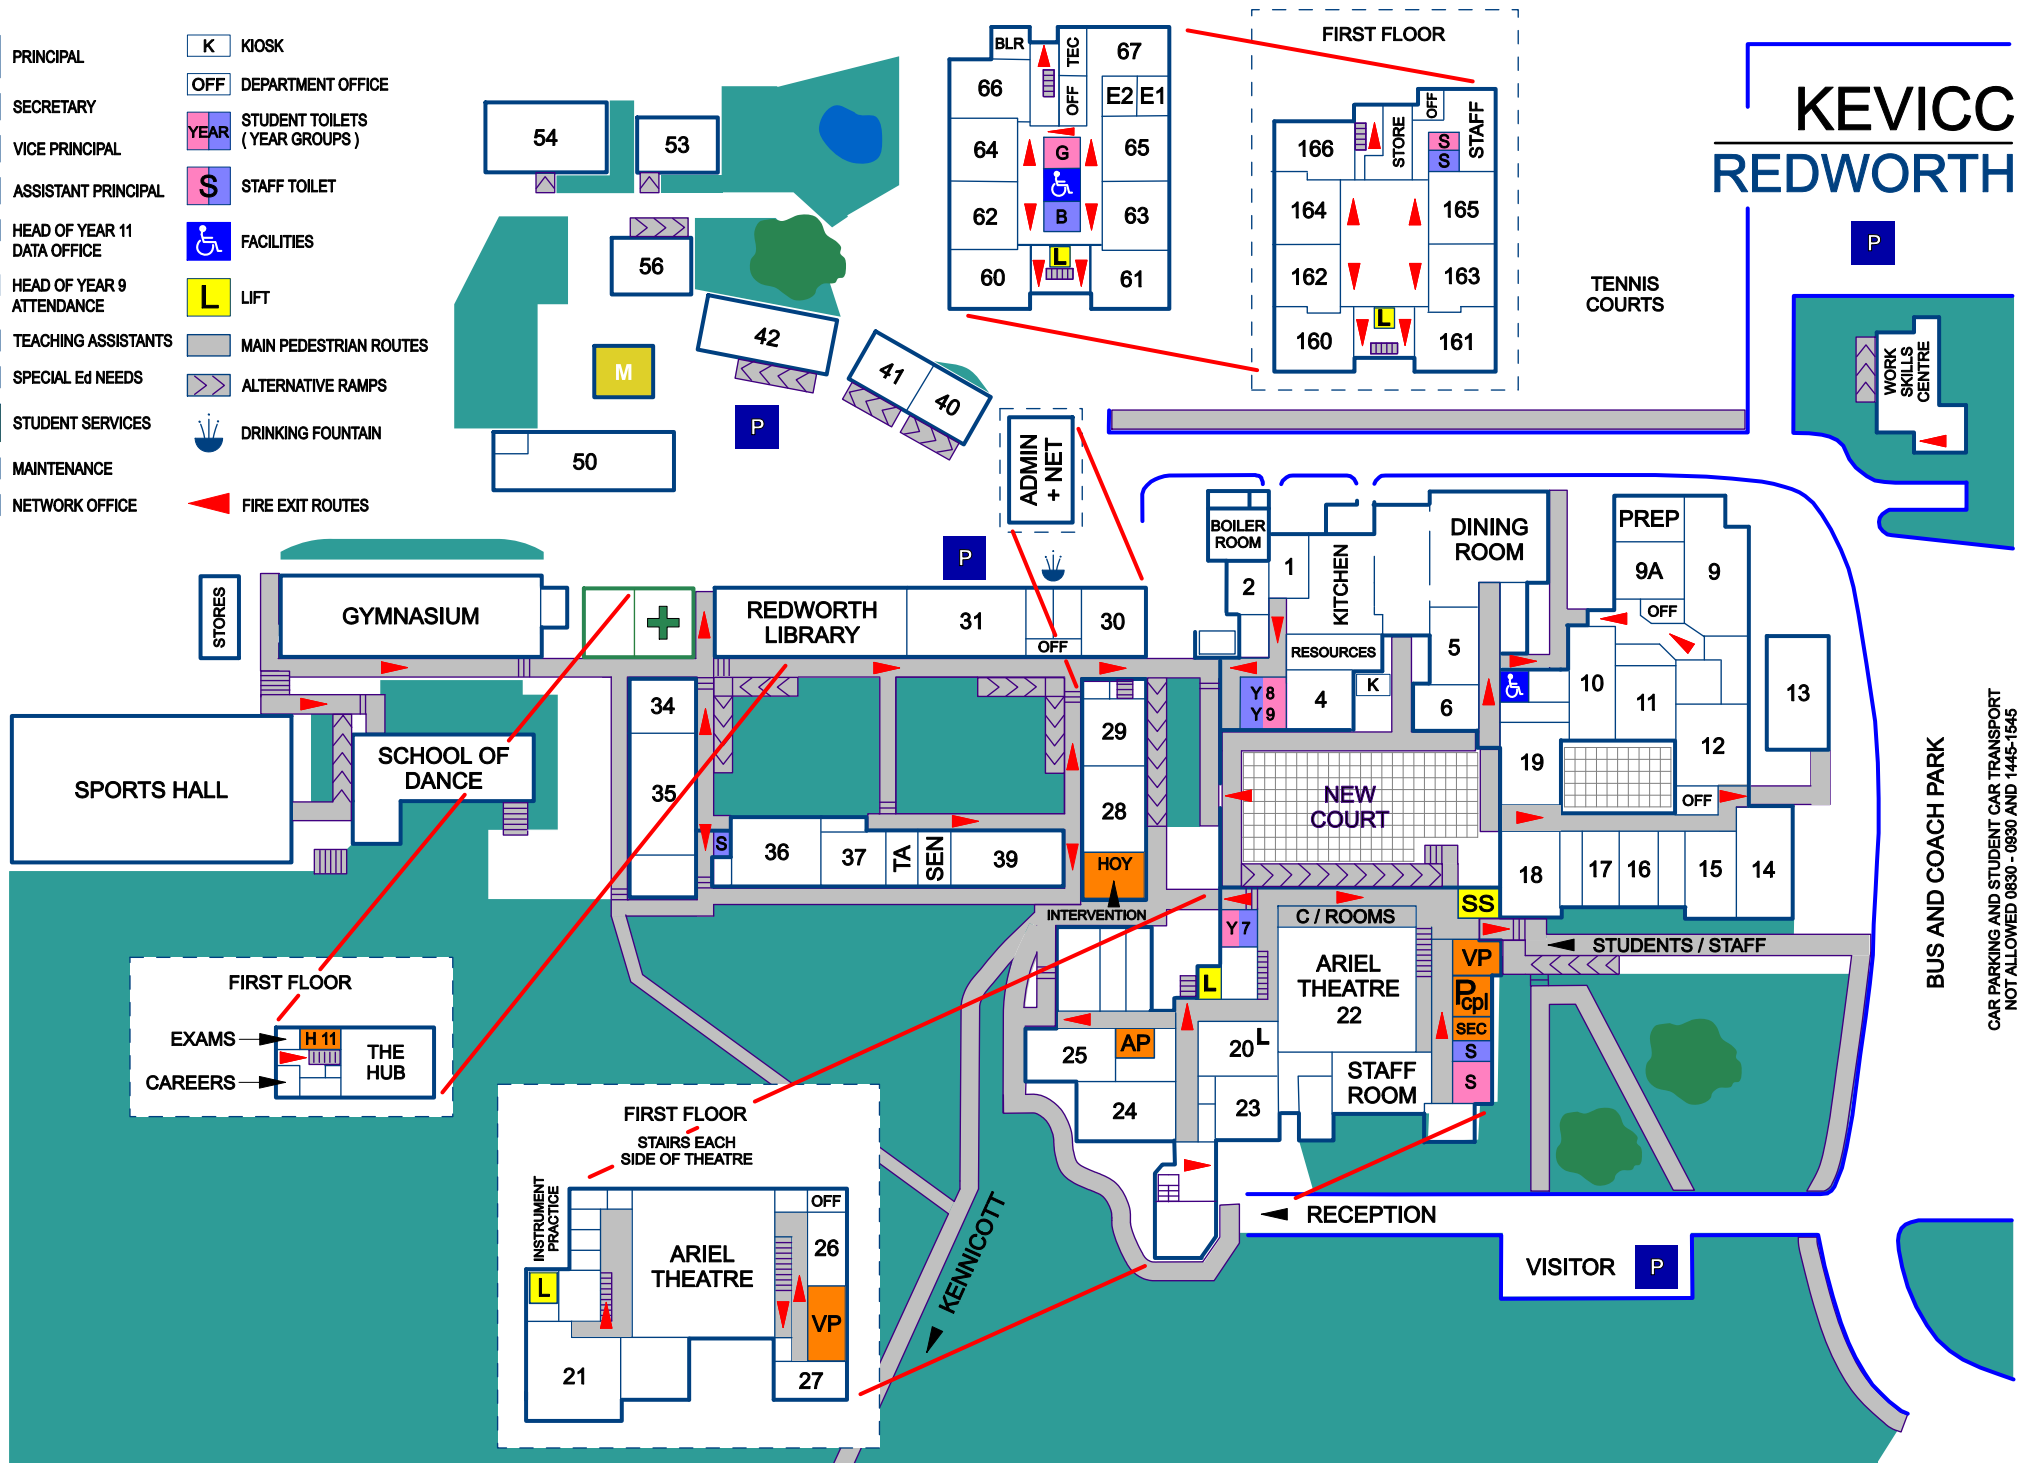 KEVICC
REDWORTH
PRINCIPAL
SECRETARY
VICE PRINCIPAL
ASSISTANT PRINCIPAL
HEAD OF YEAR 11
DATA OFFICE
HEAD OF YEAR 9
ATTENDANCE
TEACHING ASSISTANTS
SPECIAL Ed NEEDS
STUDENT SERVICES
MAINTENANCE
NETWORK OFFICE
K KIOSK
OFF DEPARTMENT OFFICE
YEAR STUDENT TOILETS
( YEAR GROUPS )
S STAFF TOILET
FACILITIES
L LIFT
MAIN PEDESTRIAN ROUTES
ALTERNATIVE RAMPS
DRINKING FOUNTAIN
FIRE EXIT ROUTES
54
53
56
42
M
P
41
40
50
BLR
TEC
67
66
OFF
E2
E1
64
G
65
62
B
63
L
60
61
FIRST FLOOR
OFF
STAFF
STORE
166
S
S
164
165
162
163
L
160
161
TENNIS
COURTS
P
WORK
SKILLS
CENTRE
ADMIN
+ NET
P
STORES
GYMNASIUM
REDWORTH
LIBRARY
31
OFF
30
BOILER
ROOM
1
2
KITCHEN
DINING
ROOM
RESOURCES
Y 8
Y 9
4
K
5
6
PREP
9A
9
OFF
10
11
12
13
19
OFF
18
17
16
15
14
NEW
COURT
34
35
S
36
37
TA
SEN
39
29
28
HOY
INTERVENTION
SPORTS HALL
SCHOOL OF
DANCE
FIRST FLOOR
EXAMS
H 11
CAREERS
THE
HUB
C / ROOMS
SS
Y 7
ARIEL
THEATRE
22
VP
Pcpl
SEC
S
S
STUDENTS / STAFF
L
25
AP
20
L
24
23
STAFF
ROOM
RECEPTION
VISITOR P
KENNICOTT
FIRST FLOOR
STAIRS EACH
SIDE OF THEATRE
INSTRUMENT
PRACTICE
OFF
26
ARIEL
THEATRE
L
VP
21
27
BUS AND COACH PARK
CAR PARKING AND STUDENT CAR TRANSPORT
NOT ALLOWED 0830 - 0930 AND 1445-1545